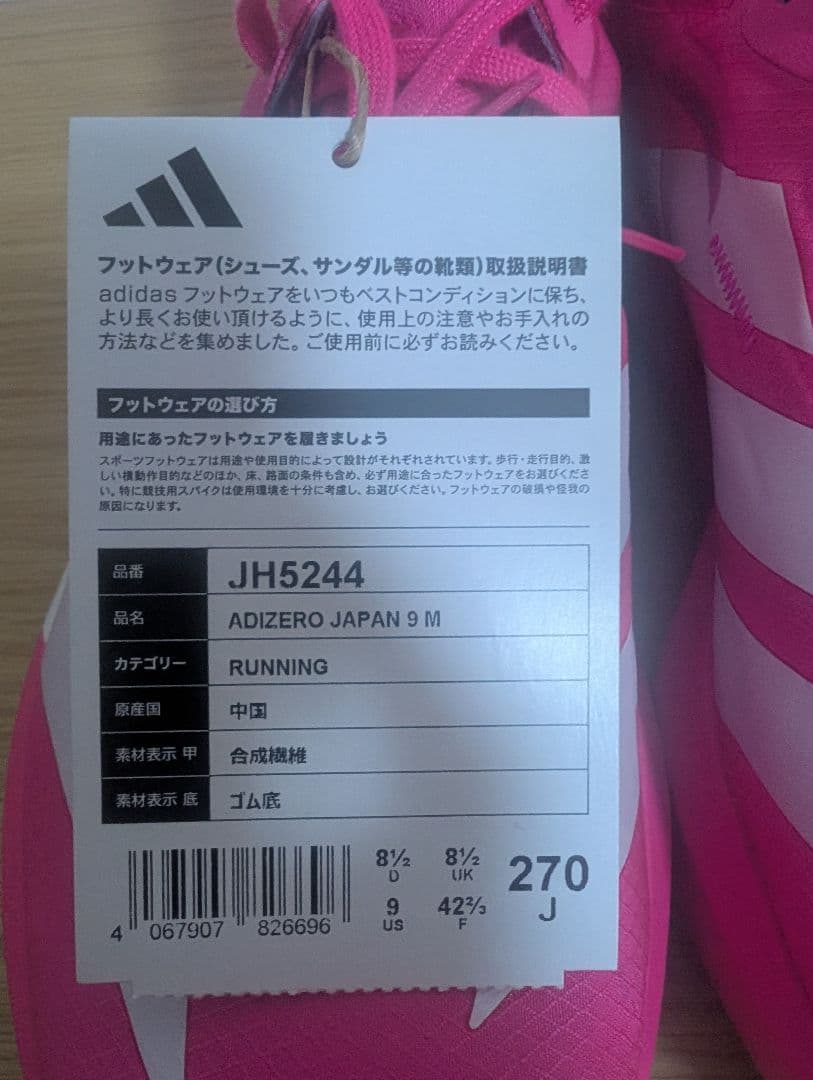 フットウェア(シューズ、サンダル等の靴類)取扱説明書
adidas フットウェアをいつもベストコンディションに保ち、
より長くお使い頂けるように、使用上の注意やお手入れの
方法などを集めました。ご使用前に必ずお読みください。
フットウェアの選び方
用途にあったフットウェアを履きましょう
スポーツフットウェアは用途や使用目的によって設計がそれぞれされています。歩行・走行目的、激
しい横動作目的などのほか、床、路面の条件も含め、必ず用途に合ったフットウェアをお選びくださ
い。特に競技用スパイクは使用環境を十分に考慮し、お選びください。フットウェアの破損や怪我の
原因になります。
品番 JH5244
品名 ADIZERO JAPAN 9 M
カテゴリー RUNNING
原産国 中国
素材表示 甲 合成繊維
素材表示 底 ゴム底
8½ 8½ 270
D UK J
9 42⅔
US F
4 067907 826696